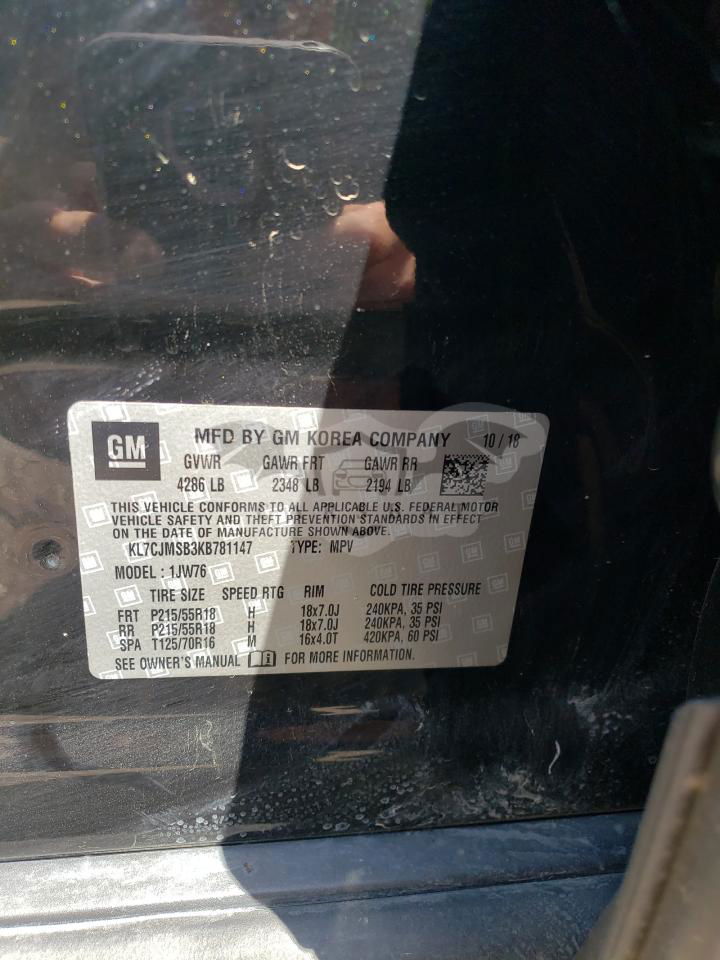 GM MFD BY GM KOREA COMPANY 10 / 18
GVWR GAWR FRT GAWR RR
4286 LB 2348 LB 2194 LB
THIS VEHICLE CONFORMS TO ALL APPLICABLE U.S. FEDERAL MOTOR
VEHICLE SAFETY AND THEFT PREVENTION STANDARDS IN EFFECT
ON THE DATE OF MANUFACTURE SHOWN ABOVE.
KL7CJMSB3KB781147 TYPE: MPV
MODEL : 1JW76
TIRE SIZE SPEED RTG RIM COLD TIRE PRESSURE
FRT P215/55R18 H 18x7.0J 240KPA, 35 PSI
RR P215/55R18 H 18x7.0J 240KPA, 35 PSI
SPA T125/70R16 M 16x4.0T 420KPA, 60 PSI
SEE OWNER'S MANUAL FOR MORE INFORMATION.